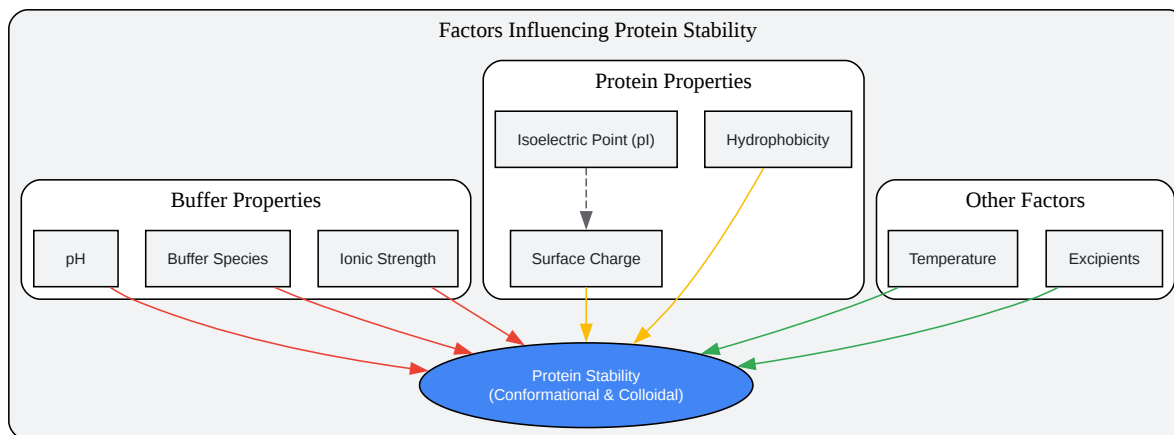 Factors Influencing Protein Stability
Protein Properties
Isoelectric Point (pI)
Hydrophobicity
Buffer Properties
Other Factors
pH
Buffer Species
Ionic Strength
Surface Charge
Temperature
Excipients
Protein Stability
(Conformational & Colloidal)